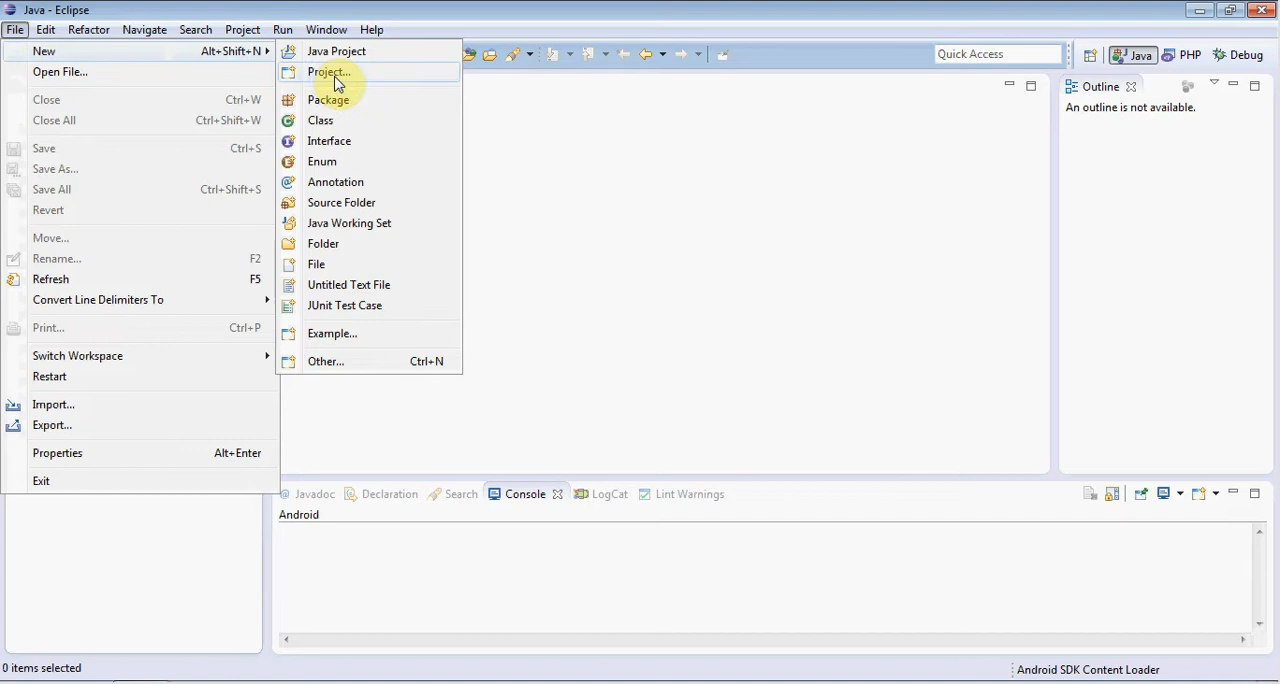 Java - Eclipse
File Edit Refactor Navigate Search Project Run Window Help
New Alt+Shift+N
Open File...
Close Ctrl+W
Close All Ctrl+Shift+W
Save Ctrl+S
Save As...
Save All Ctrl+Shift+S
Revert
Move...
Rename... F2
Refresh F5
Convert Line Delimiters To
Print... Ctrl+P
Switch Workspace
Restart
Import...
Export...
Properties Alt+Enter
Exit
Java Project
Project...
Package
Class
Interface
Enum
Annotation
Source Folder
Java Working Set
Folder
File
Untitled Text File
JUnit Test Case
Example...
Other... Ctrl+N
Quick Access
Java PHP Debug
Outline
An outline is not available.
Javadoc Declaration Search Console LogCat Lint Warnings
Android
0 items selected
Android SDK Content Loader